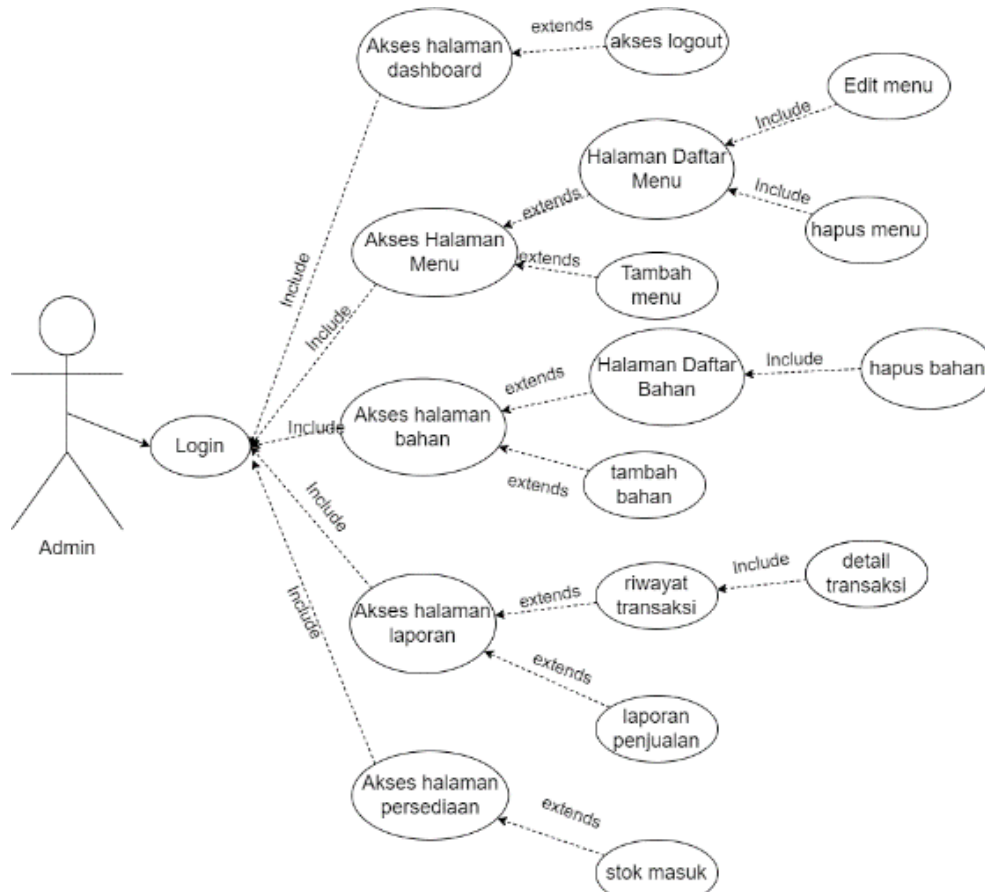 Akses halaman
dashboard
extends
akses logout
Edit menu
Include
Halaman Daftar
Menu
Include
hapus menu
extends
Akses Halaman
Menu
extends
Tambah
menu
Include
Include
Halaman Daftar
Bahan
Include
hapus bahan
extends
Akses halaman
bahan
Include
extends
tambah
bahan
Login
Admin
Include
Akses halaman
laporan
extends
riwayat
transaksi
Include
detail
transaksi
extends
laporan
penjualan
Include
Akses halaman
persediaan
extends
stok masuk